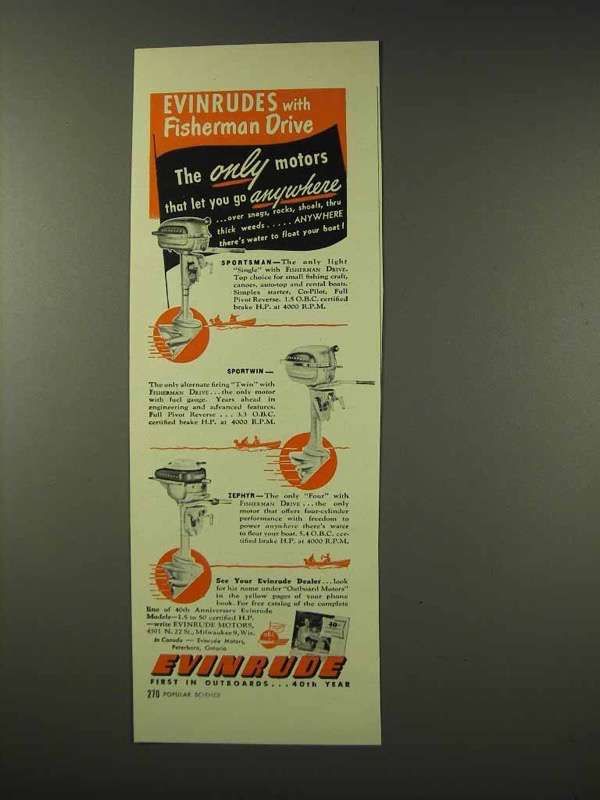 EVINRUDES with
Fisherman Drive
The only motors
that let you go anywhere
...over snags, rocks, shoals, thru
thick weeds..... ANYWHERE
there's water to float your boat!
SPORTSMAN—The only light
"Single" with FISHERMAN DRIVE.
Top choice for small fishing craft,
canoes, auto-top and rental boats.
Simplex starter, Co-Pilot, Full
Pivot Reverse. 1.5 O.B.C. certified
brake H.P. at 4000 R.P.M.
SPORTWIN—
The only alternate firing "Twin" with
FISHERMAN DRIVE...the only motor
with fuel gauge. Years ahead in
engineering and advanced features.
Full Pivot Reverse ... 3.3 O.B.C.
certified brake H.P. at 4000 R.P.M.
ZEPHYR—The only "Four" with
FISHERMAN DRIVE...the only
motor that offers four-cylinder
performance with freedom to
power anywhere there's water
to float your boat. 5.4 O.B.C. cer-
tified brake H.P. at 4000 R.P.M.
See Your Evinrude Dealer...look
for his name under "Outboard Motors"
in the yellow pages of your phone
book. For free catalog of the complete
line of 40th Anniversary Evinrude
Models—1.5 to 50 certified H.P.
—write EVINRUDE MOTORS,
4501 N. 27 St., Milwaukee 9, Wis.
In Canada — Evinrude Motors,
Peterboro, Ontario
40
EVINRUDE
FIRST IN OUTBOARDS...40th YEAR
270 POPULAR SCIENCE